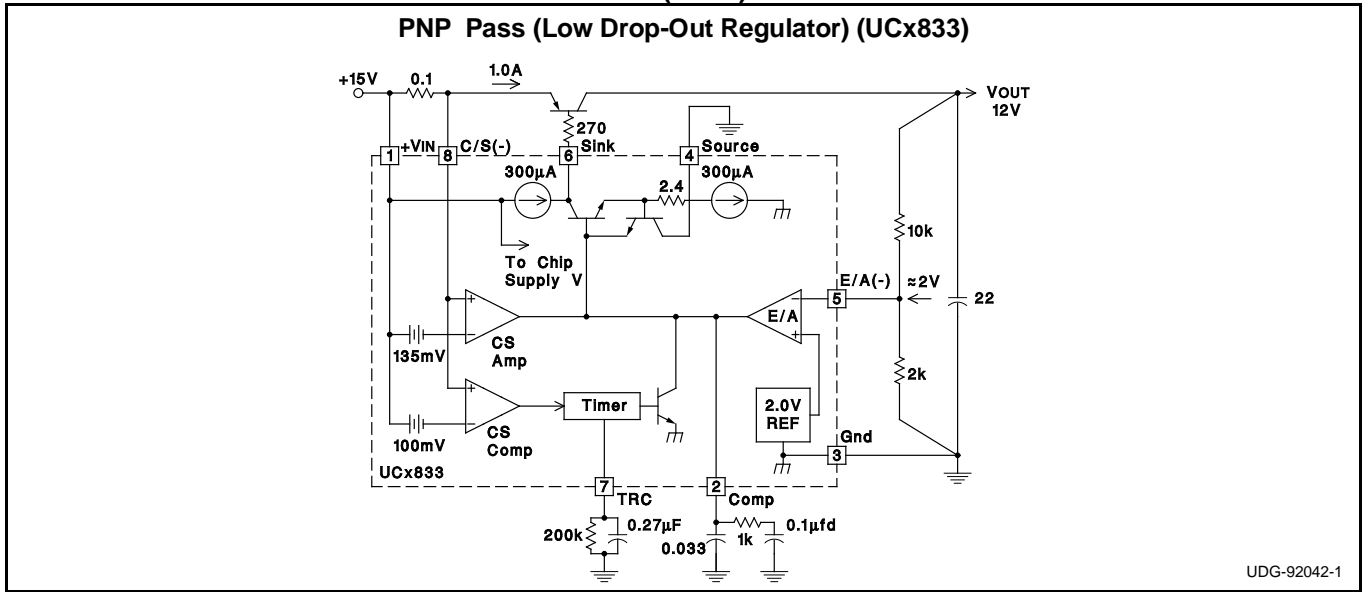 PNP Pass (Low Drop-Out Regulator) (UCx833)
+15V
0.1
1.0A
VOUT
12V
270
1
+VIN
8
C/S(-)
6
Sink
4
Source
300µA
2.4
300µA
To Chip
Supply V
10k
E/A(-)
≈2V
5
22
+
-
CS
Amp
135mV
E/A
-
+
2k
+
-
CS
Comp
100mV
Timer
2.0V
REF
Gnd
3
UCx833
7
TRC
2
Comp
200k
0.27µF
0.033
1k
0.1µfd
UDG-92042-1